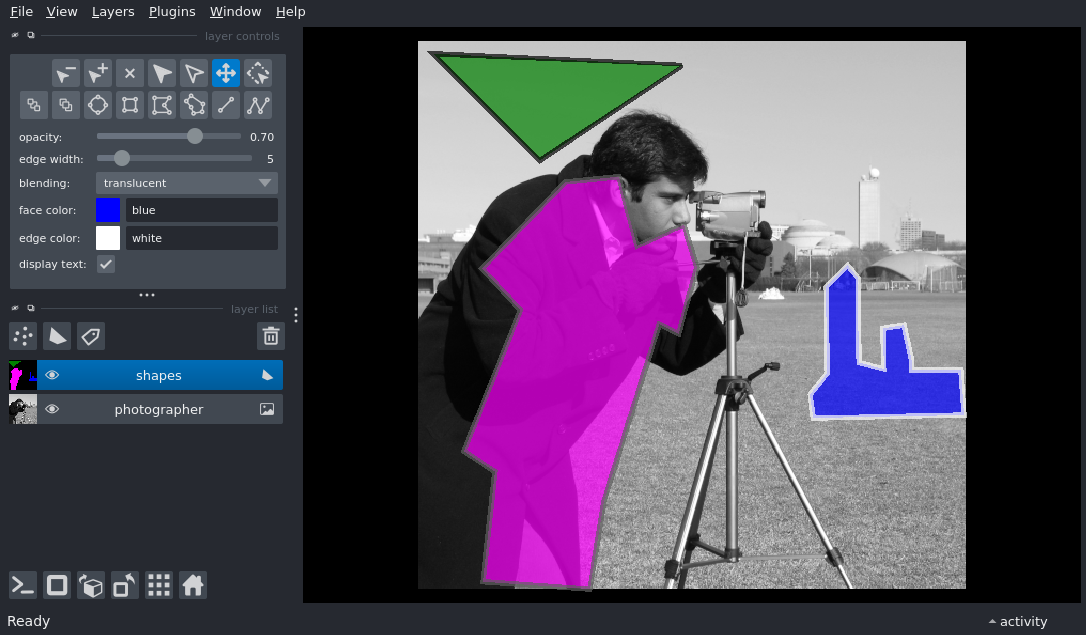 File View Layers Plugins Window Help
layer controls
opacity: 0.70
edge width: 5
blending: translucent
face color: blue
edge color: white
display text:
layer list
shapes
photographer
Ready activity